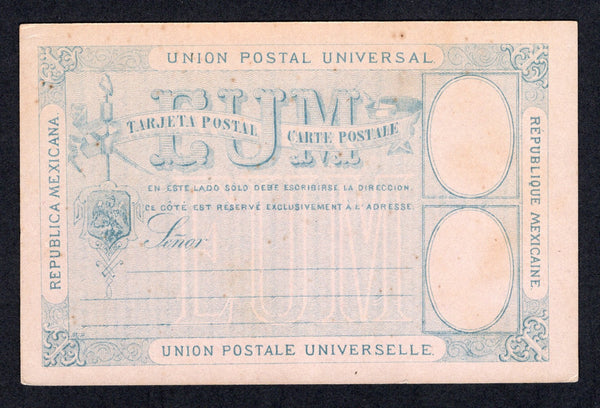 UNION POSTAL UNIVERSAL.
EUM
TARJETA POSTAL CARTE POSTALE
REPUBLICA MEXICANA
REPUBLIQUE MEXICAINE.
EN ESTE LADO SOLO DEBE ESCRIBIRSE LA DIRECCION.
CE CÔTÉ EST RESERVÉ EXCLUSIVEMENT A L'ADRESSE.
Señor
EUM
UNION POSTALE UNIVERSELLE.